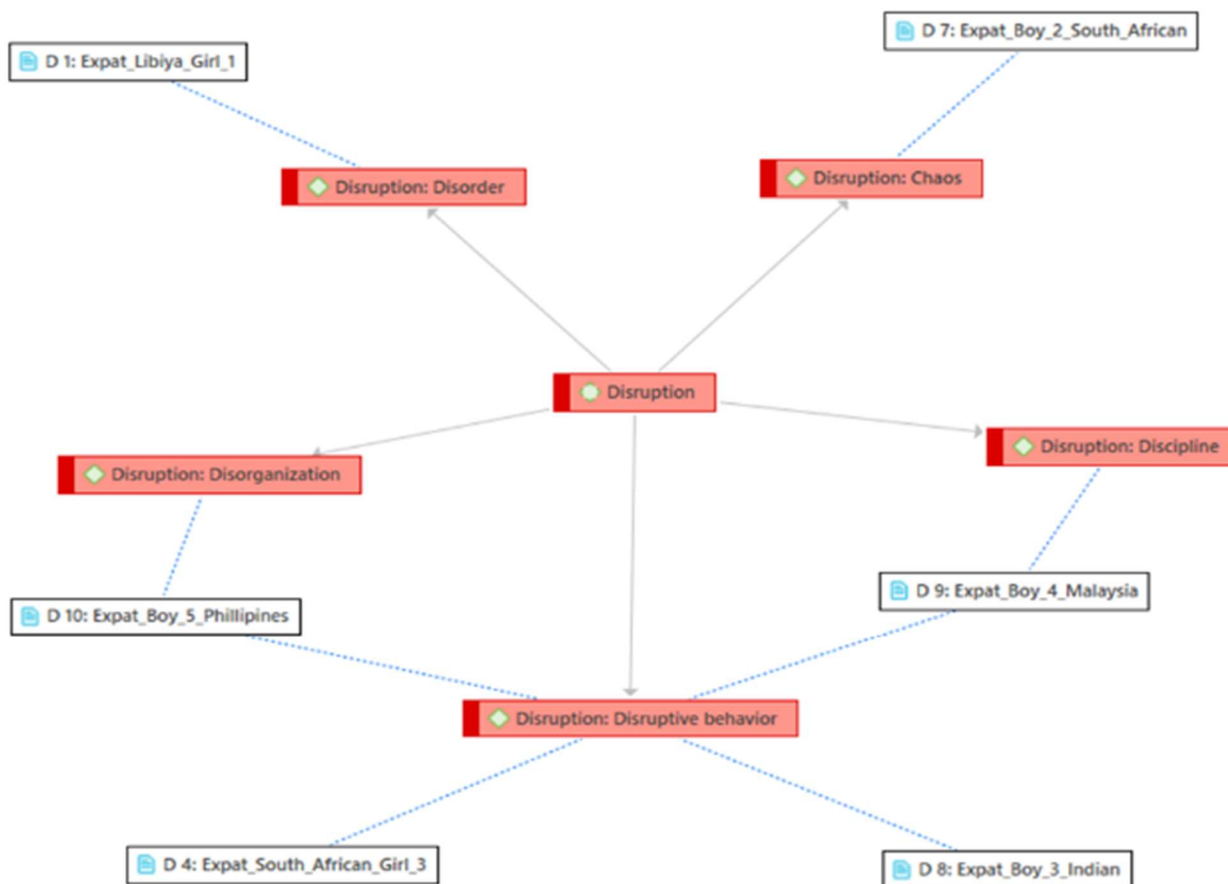 D 7: Expat_Boy_2_South_African
D 1: Expat_Libiya_Girl_1
Disruption: Chaos
Disruption: Disorder
Disruption
Disruption: Discipline
Disruption: Disorganization
D 9: Expat_Boy_4_Malaysia
D 10: Expat_Boy_5_Phillipines
Disruption: Disruptive behavior
D 4: Expat_South_African_Girl_3
D 8: Expat_Boy_3_Indian